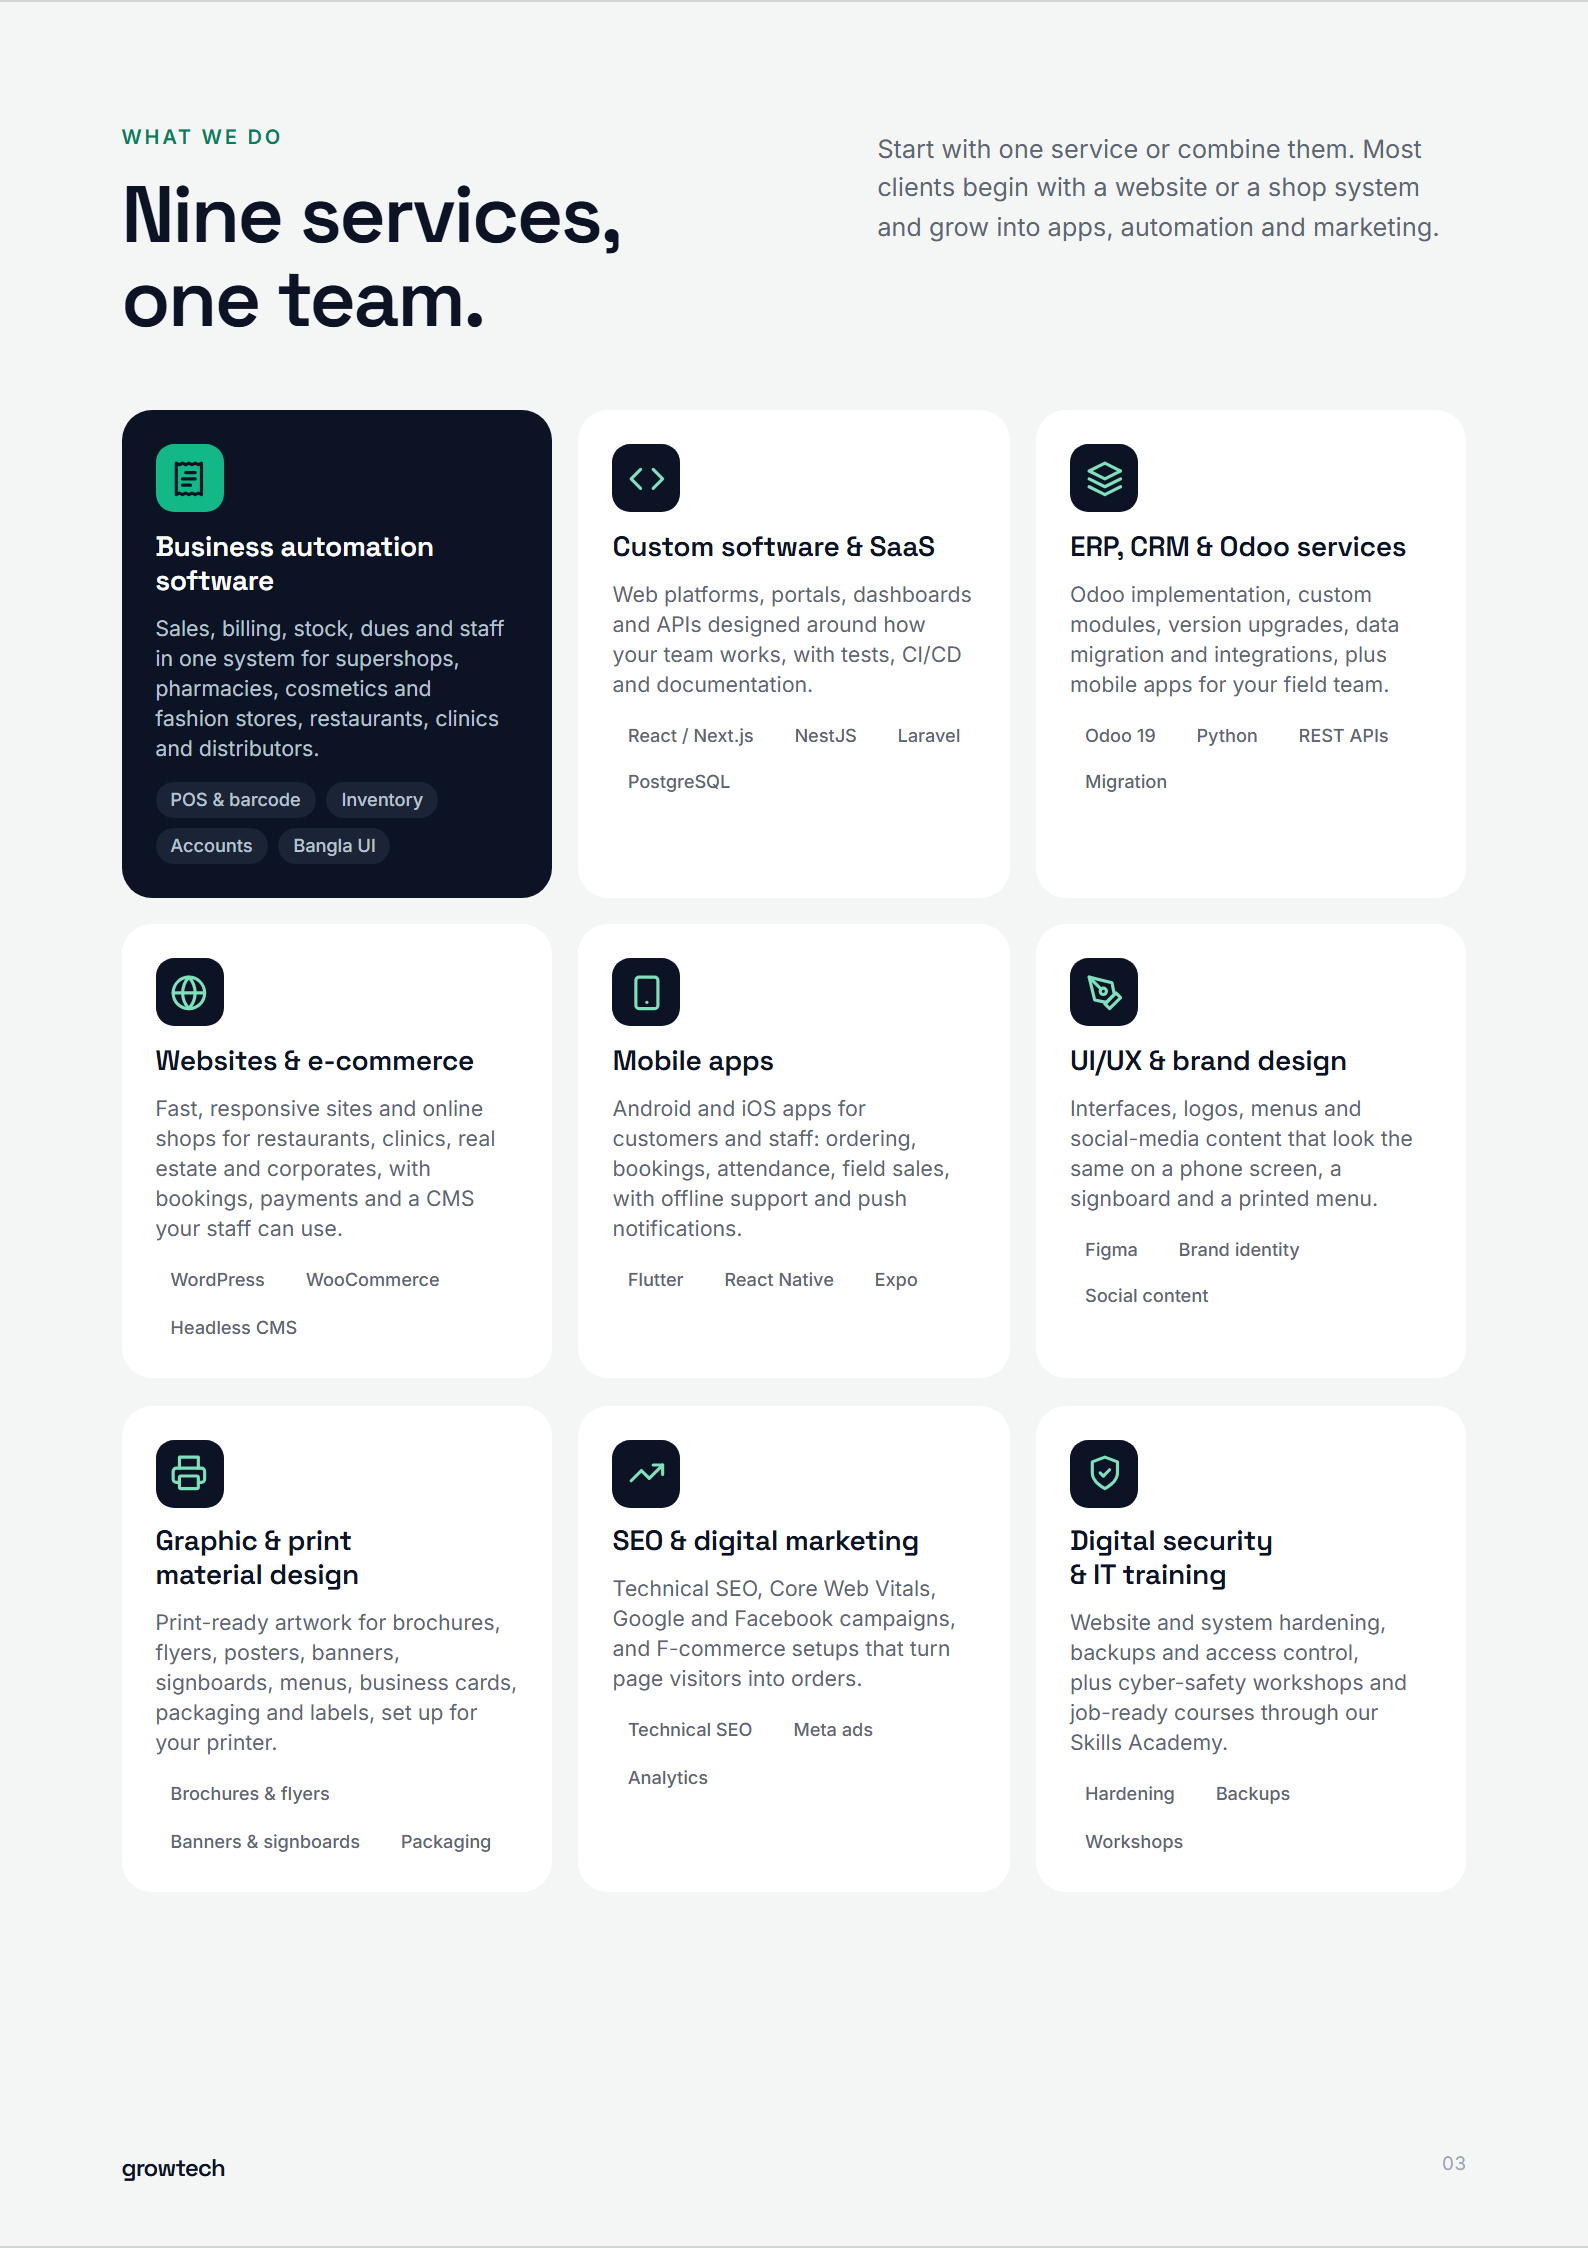 WHAT WE DO
Nine services,
one team.
Start with one service or combine them. Most
clients begin with a website or a shop system
and grow into apps, automation and marketing.
Business automation
software
Sales, billing, stock, dues and staff
in one system for supershops,
pharmacies, cosmetics and
fashion stores, restaurants, clinics
and distributors.
POS & barcode Inventory
Accounts Bangla UI
Custom software & SaaS
Web platforms, portals, dashboards
and APIs designed around how
your team works, with tests, CI/CD
and documentation.
React / Next.js NestJS Laravel
PostgreSQL
ERP, CRM & Odoo services
Odoo implementation, custom
modules, version upgrades, data
migration and integrations, plus
mobile apps for your field team.
Odoo 19 Python REST APIs
Migration
Websites & e-commerce
Fast, responsive sites and online
shops for restaurants, clinics, real
estate and corporates, with
bookings, payments and a CMS
your staff can use.
WordPress WooCommerce
Headless CMS
Mobile apps
Android and iOS apps for
customers and staff: ordering,
bookings, attendance, field sales,
with offline support and push
notifications.
Flutter React Native Expo
UI/UX & brand design
Interfaces, logos, menus and
social-media content that look the
same on a phone screen, a
signboard and a printed menu.
Figma Brand identity
Social content
Graphic & print
material design
Print-ready artwork for brochures,
flyers, posters, banners,
signboards, menus, business cards,
packaging and labels, set up for
your printer.
Brochures & flyers
Banners & signboards Packaging
SEO & digital marketing
Technical SEO, Core Web Vitals,
Google and Facebook campaigns,
and F-commerce setups that turn
page visitors into orders.
Technical SEO Meta ads
Analytics
Digital security
& IT training
Website and system hardening,
backups and access control,
plus cyber-safety workshops and
job-ready courses through our
Skills Academy.
Hardening Backups
Workshops
growtech
03